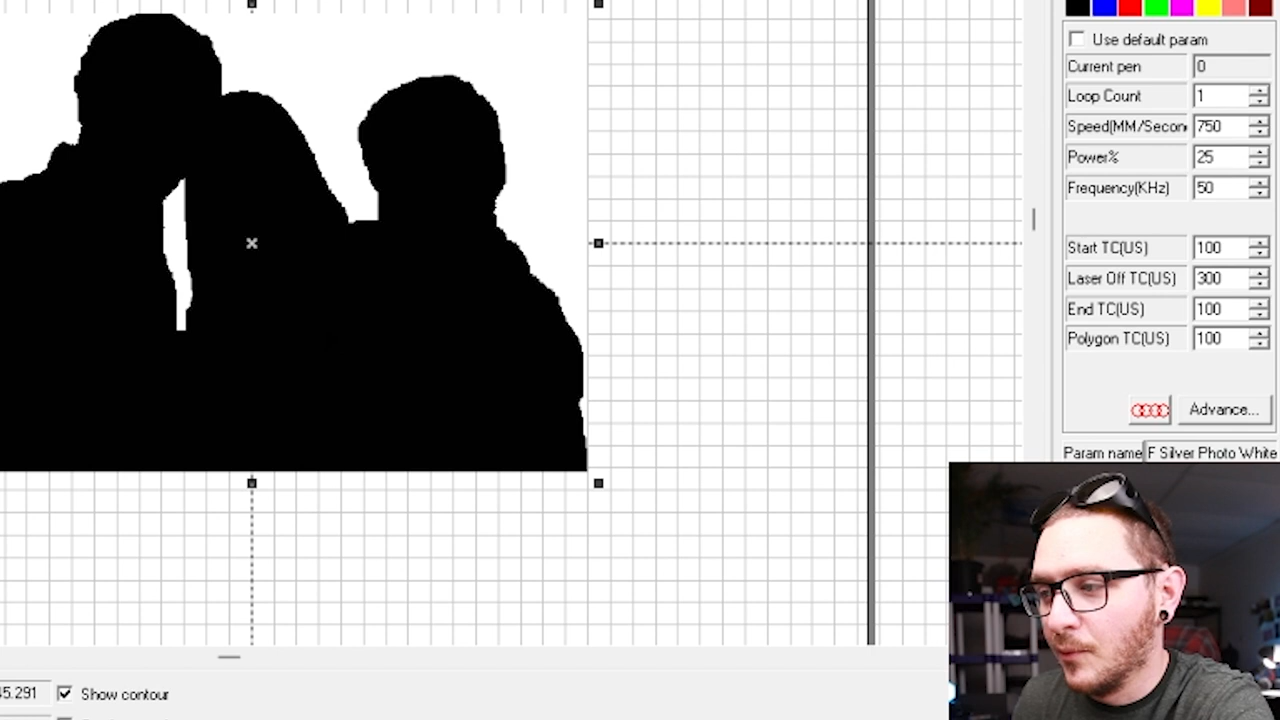 Use default param
Current pen 0
Loop Count 1
Speed(MM/Secon 750
Power% 25
Frequency(KHz) 50
Start TC(US) 100
Laser Off TC(US) 300
End TC(US) 100
Polygon TC(US) 100
Advance...
Param name F Silver Photo White
45.291 Show contour